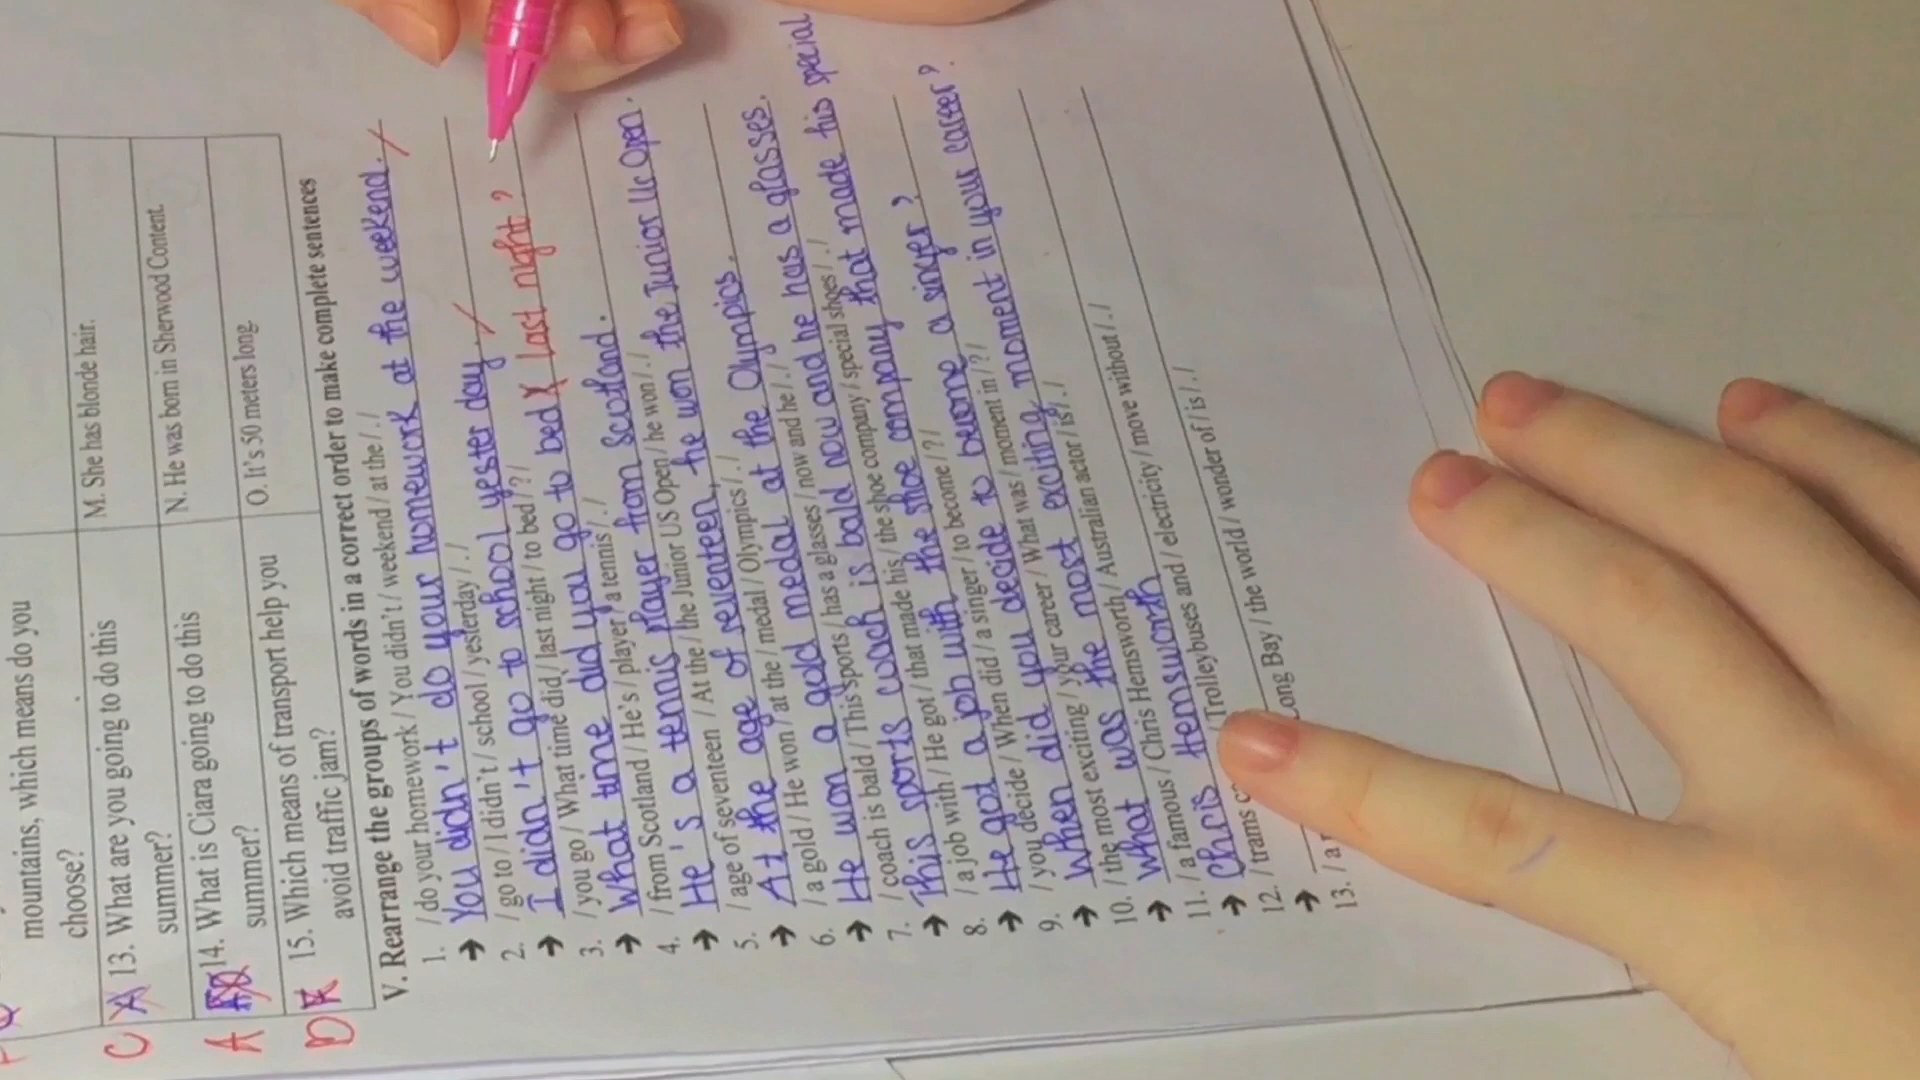 mountains, which means do you
choose?
C A 13. What are you going to do this
summer?
M. She has blonde hair.
A 14. What is Ciara going to do this
summer?
N. He was born in Sherwood Content.
D 15. Which means of transport help you
avoid traffic jam?
O. It's 50 meters long.
V. Rearrange the groups of words in a correct order to make complete sentences
1. / do your homework / You didn't / weekend / at the / . /
→ You didn't do your homework at the weekend.
2. / go to / I didn't / school / yesterday / . /
→ I didn't go to school yester day.
3. / you go / What time did / last night / to bed / ? /
→ What time did you go to bed last night?
4. / from Scotland / He's / player / a tennis / . /
→ He's a tennis player from Scotland.
5. / age of seventeen / At the / the Junior US Open / he won / . /
→ At the age of seventeen, he won the Junior Us Open.
6. / a gold / He won / at the / medal / Olympics / . /
→ He won a gold medal at the Olympics.
7. / coach is bald / This sports / has a glasses / now and he / . /
→ This sports coach is bald now and he has a glasses.
8. / a job with / He got / that made his / the shoe company / special shoes / . /
→ He got a job with the shoe company that made his special
9. / you decide / When did / a singer / to become / ? /
→ When did you decide to become a singer?
10. / the most exciting / your career / What was / moment in / ? /
→ What was the most exciting moment in your career?
11. / a famous / Chris Hemsworth / Australian actor / is / . /
→ Chris Hemsworth
12. / trams / Trolleybuses and / electricity / move without / . /
→
13. / a Long Bay / the world / wonder of / is / . /